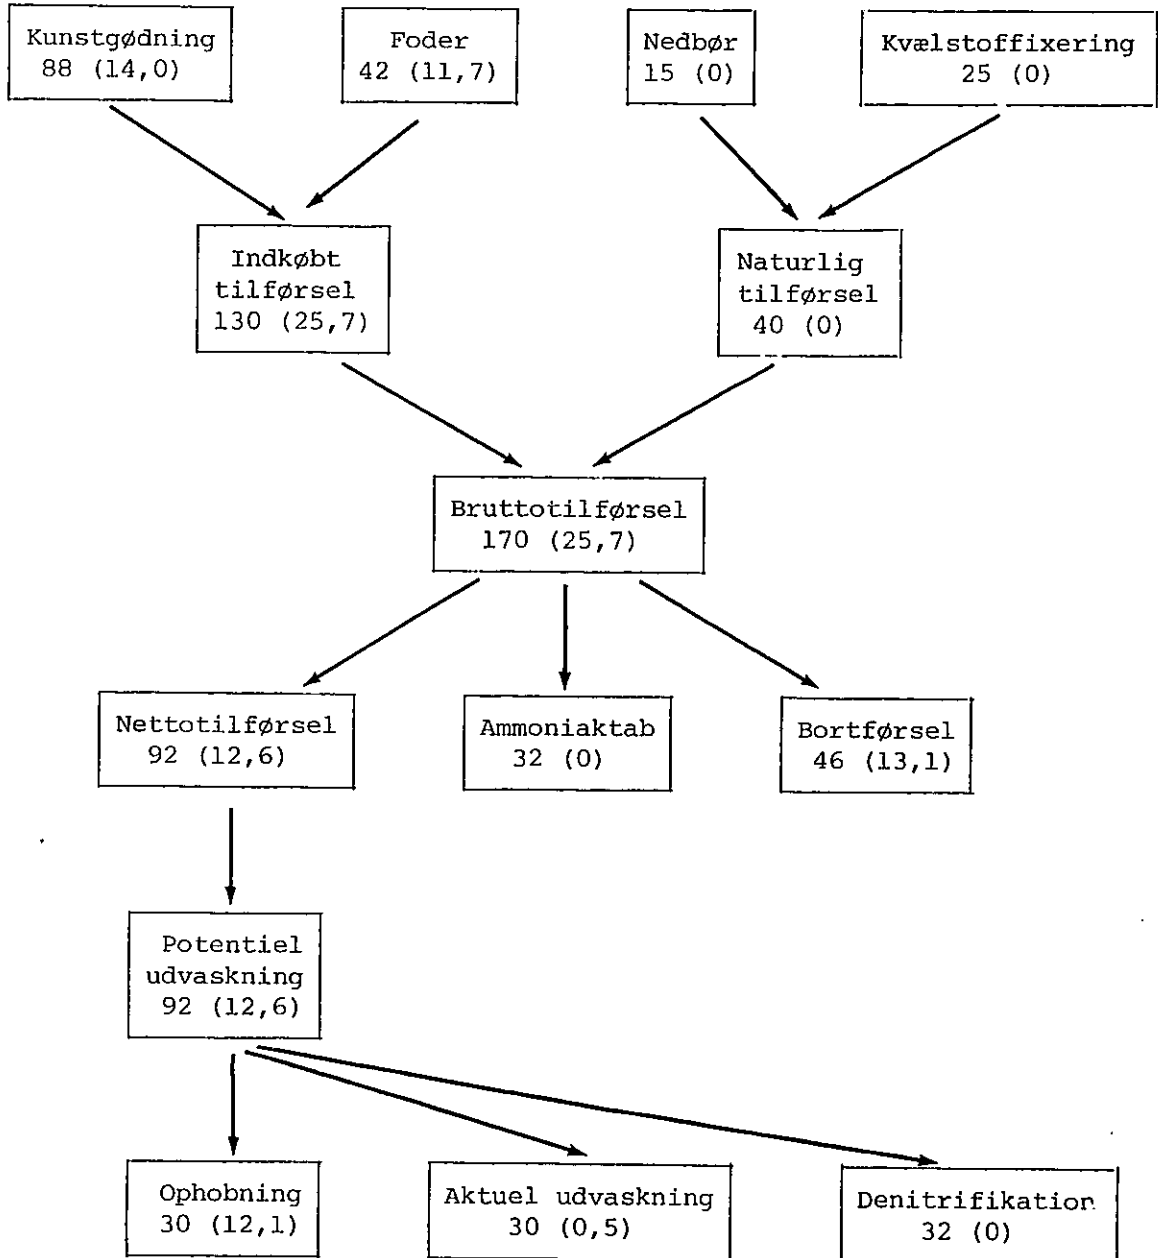 Kunstgødning
88 (14,0)
Foder
42 (11,7)
Nedbør
15 (0)
Kvælstoffixering
25 (0)
Indkøbt
tilførsel
130 (25,7)
Naturlig
tilførsel
40 (0)
Bruttotilførsel
170 (25,7)
Nettotilførsel
92 (12,6)
Ammoniaktab
32 (0)
Bortførsel
46 (13,1)
Potentiel
udvaskning
92 (12,6)
Ophobning
30 (12,1)
Aktuel udvaskning
30 (0,5)
Denitrifikation
32 (0)